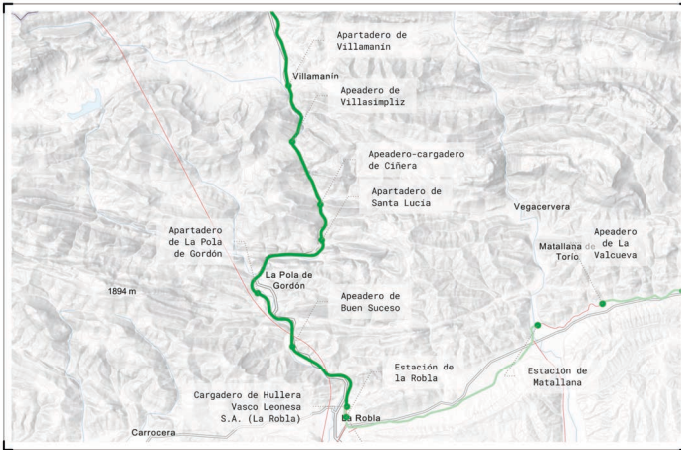 Apartadero de
Villamanín
Villamanín
Apeadero de
Villasimpliz
Apeadero-cargadero
de Ciñera
Apartadero de
Santa Lucía
Vegacervera
Apartadero
de La Pola
de Gordón
Matallana de
Torío
Apeadero
de La
Valcueva
La Pola de
Gordón
1894 m
Apeadero de
Buen Suceso
Estación de
la Robla
Estación de
Matallana
Cargadero de Hullera
Vasco Leonesa
S.A. (La Robla)
La Robla
Carrocera